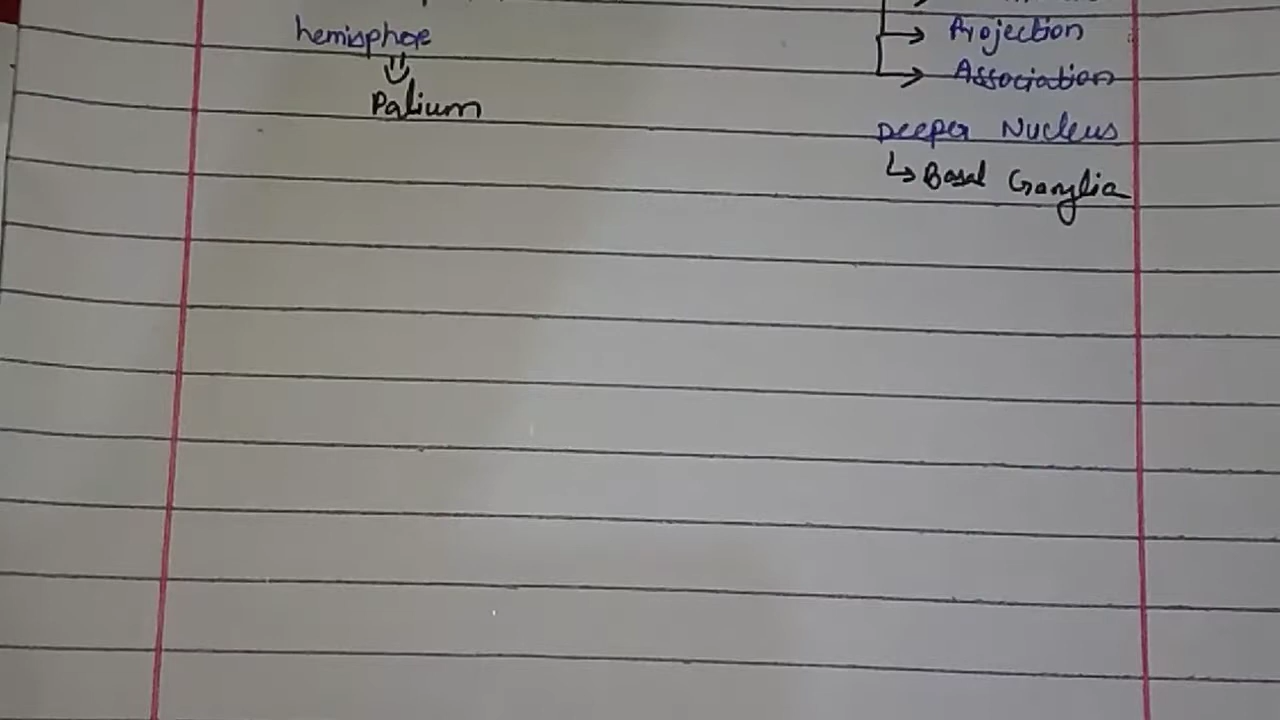 hemisphere
Palium
→ Projection
→ Association
Deeper Nucleus
↳ Basal Ganglia